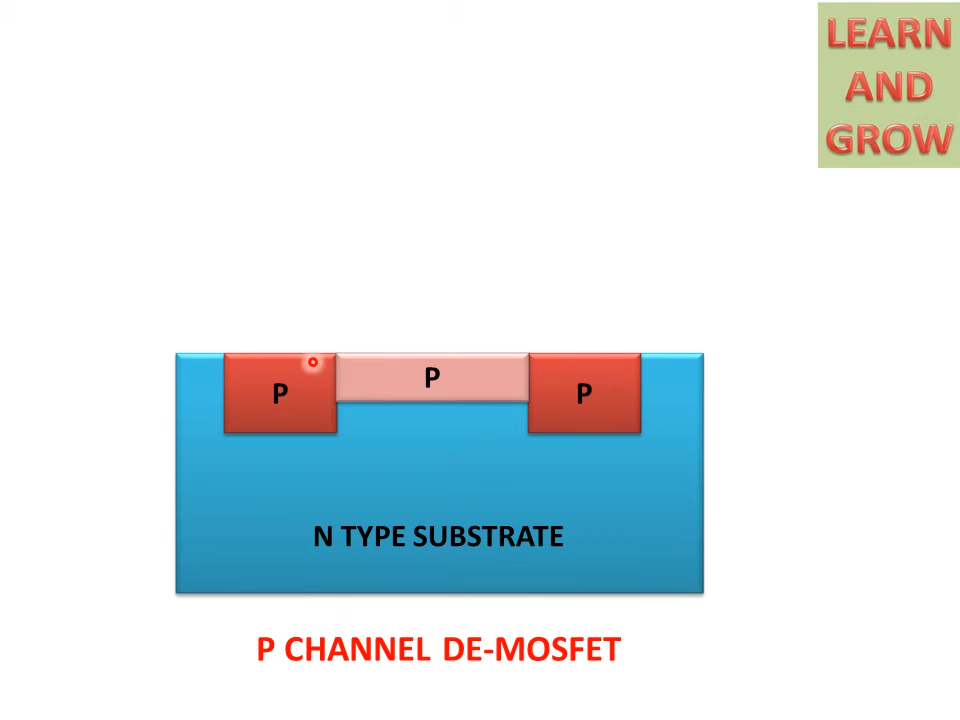 LEARN
AND
GROW
P
P
P
N TYPE SUBSTRATE
P CHANNEL DE-MOSFET